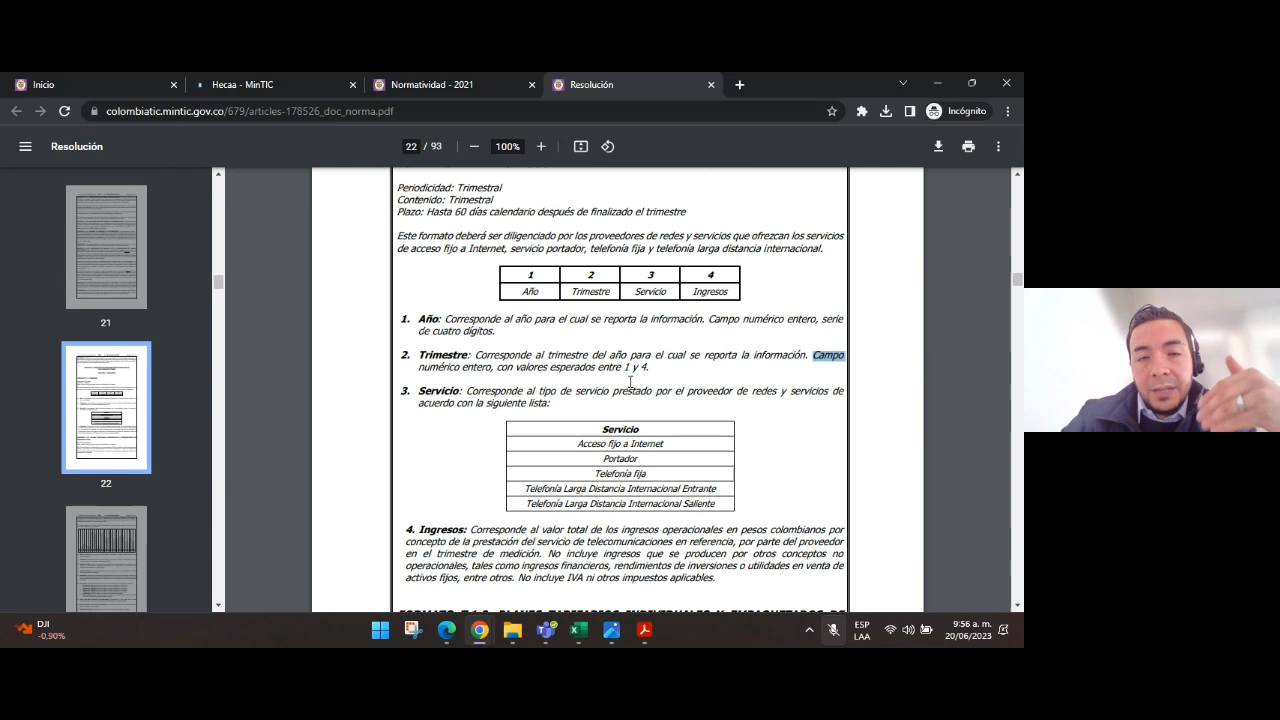 Inicio
Hecaa - MinTIC
Normatividad - 2021
Resolución
colombiatic.mintic.gov.co/679/articles-178526_doc_norma.pdf
Incógnito
Resolución
22 / 93
100%
21
22
Periodicidad: Trimestral
Contenido: Trimestral
Plazo: Hasta 60 días calendario después de finalizado el trimestre
Este formato deberá ser diligenciado por los proveedores de redes y servicios que ofrezcan los servicios
de acceso fijo a Internet, servicio portador, telefonía fija y telefonía larga distancia internacional.
1 2 3 4
Año Trimestre Servicio Ingresos
1. Año: Corresponde al año para el cual se reporta la información. Campo numérico entero, serie
de cuatro dígitos.
2. Trimestre: Corresponde al trimestre del año para el cual se reporta la información. Campo
numérico entero, con valores esperados entre 1 y 4.
3. Servicio: Corresponde al tipo de servicio prestado por el proveedor de redes y servicios de
acuerdo con la siguiente lista:
Servicio
Acceso fijo a Internet
Portador
Telefonía fija
Telefonía Larga Distancia Internacional Entrante
Telefonía Larga Distancia Internacional Saliente
4. Ingresos: Corresponde al valor total de los ingresos operacionales en pesos colombianos por
concepto de la prestación del servicio de telecomunicaciones en referencia, por parte del proveedor
en el trimestre de medición. No incluye ingresos que se producen por otros conceptos no
operacionales, tales como ingresos financieros, rendimientos de inversiones o utilidades en venta de
activos fijos, entre otros. No incluye IVA ni otros impuestos aplicables.
DJI
-0,90%
ESP
LAA
9:56 a. m.
20/06/2023